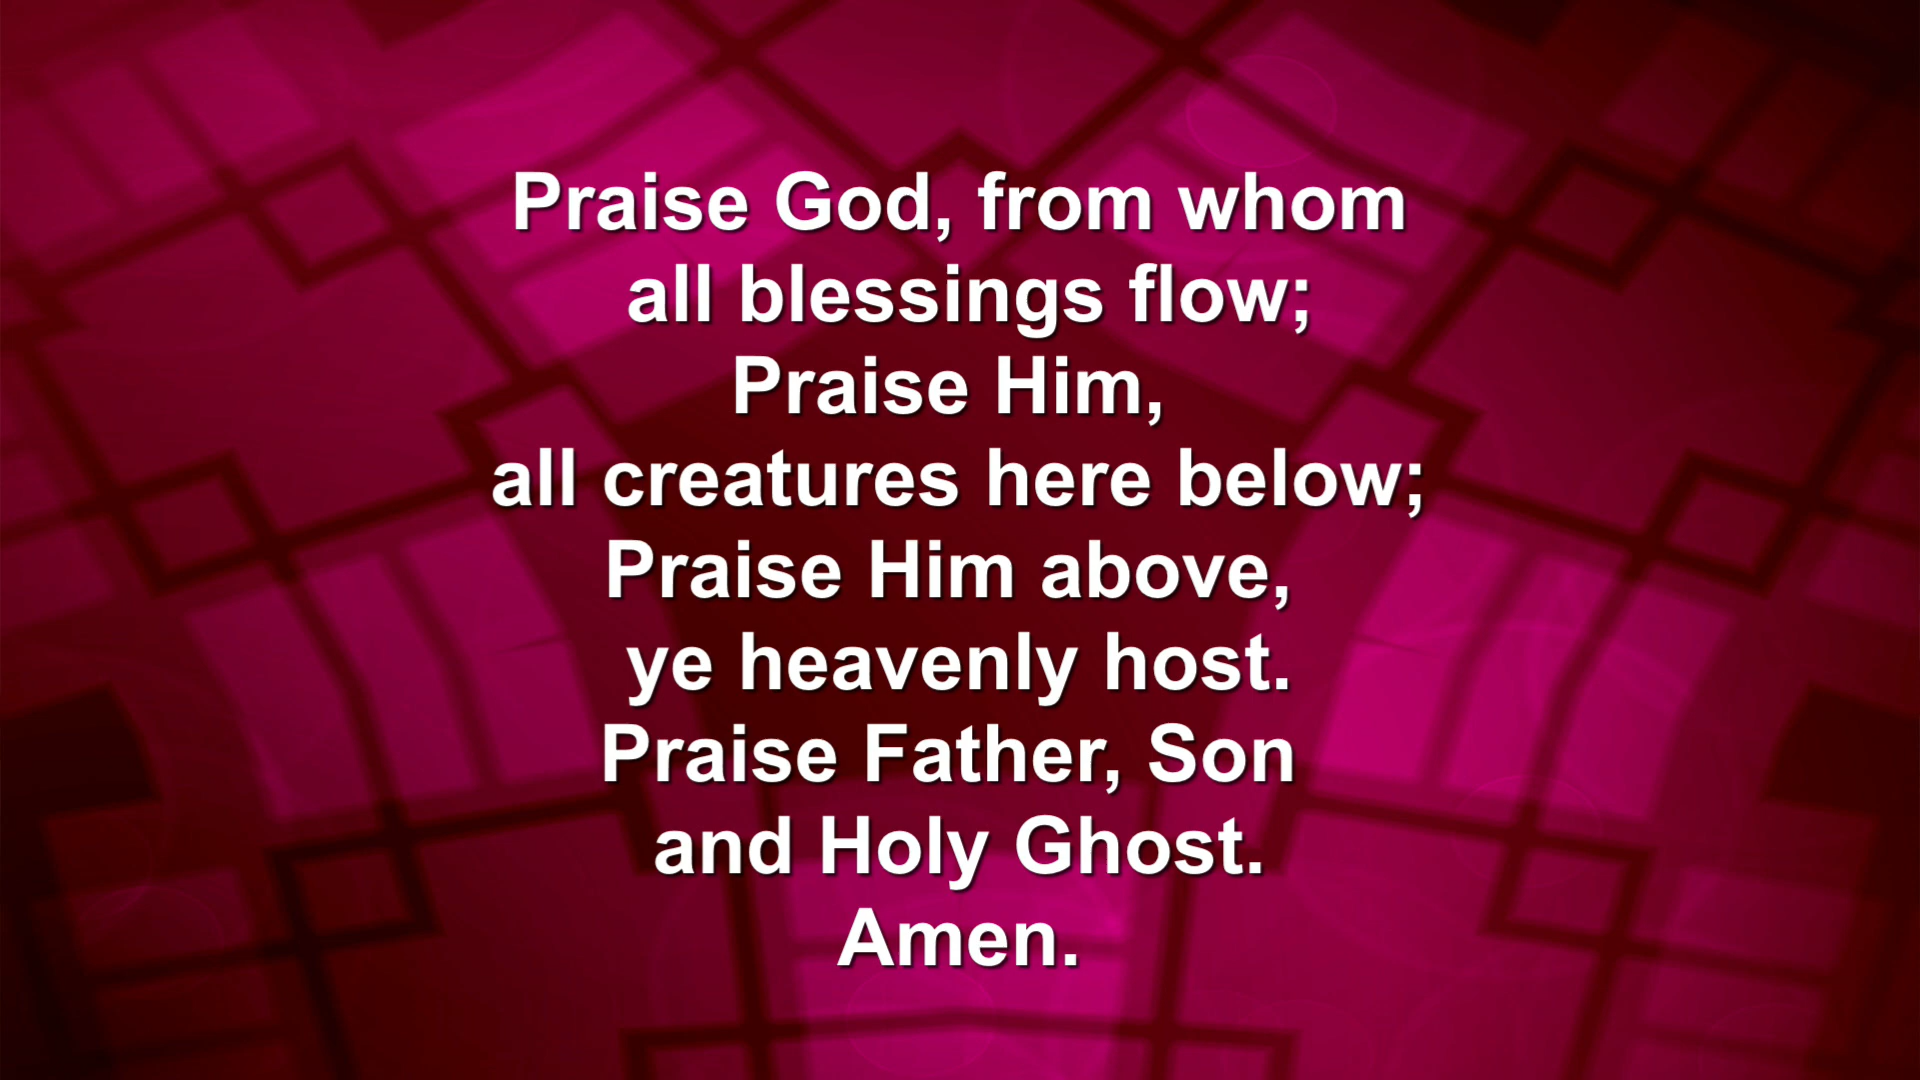 Praise God, from whom
all blessings flow;
Praise Him,
all creatures here below;
Praise Him above,
ye heavenly host.
Praise Father, Son
and Holy Ghost.
Amen.